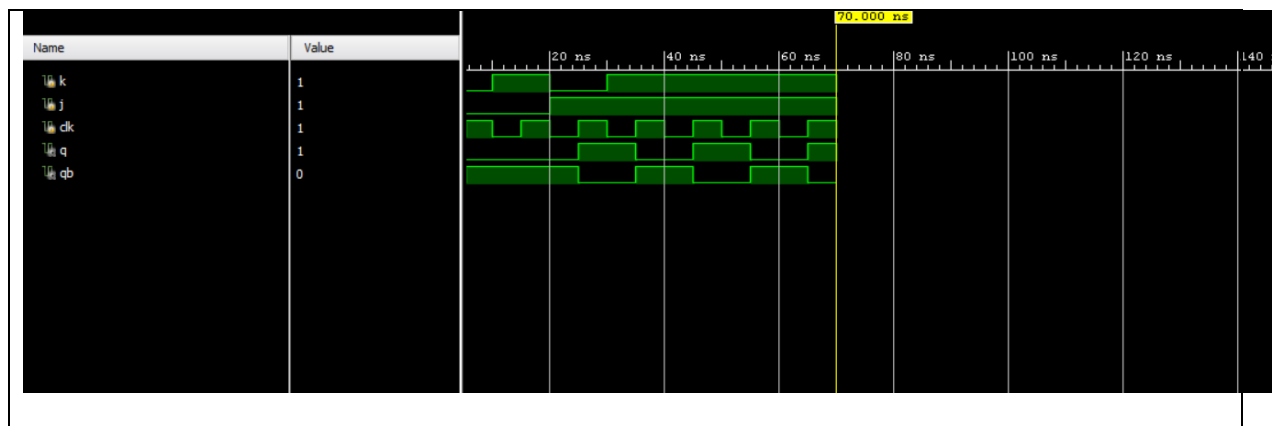 70.000 ns
Name Value
20 ns 40 ns 60 ns 80 ns 100 ns 120 ns 140
k 1
j 1
clk 1
q 1
qb 0